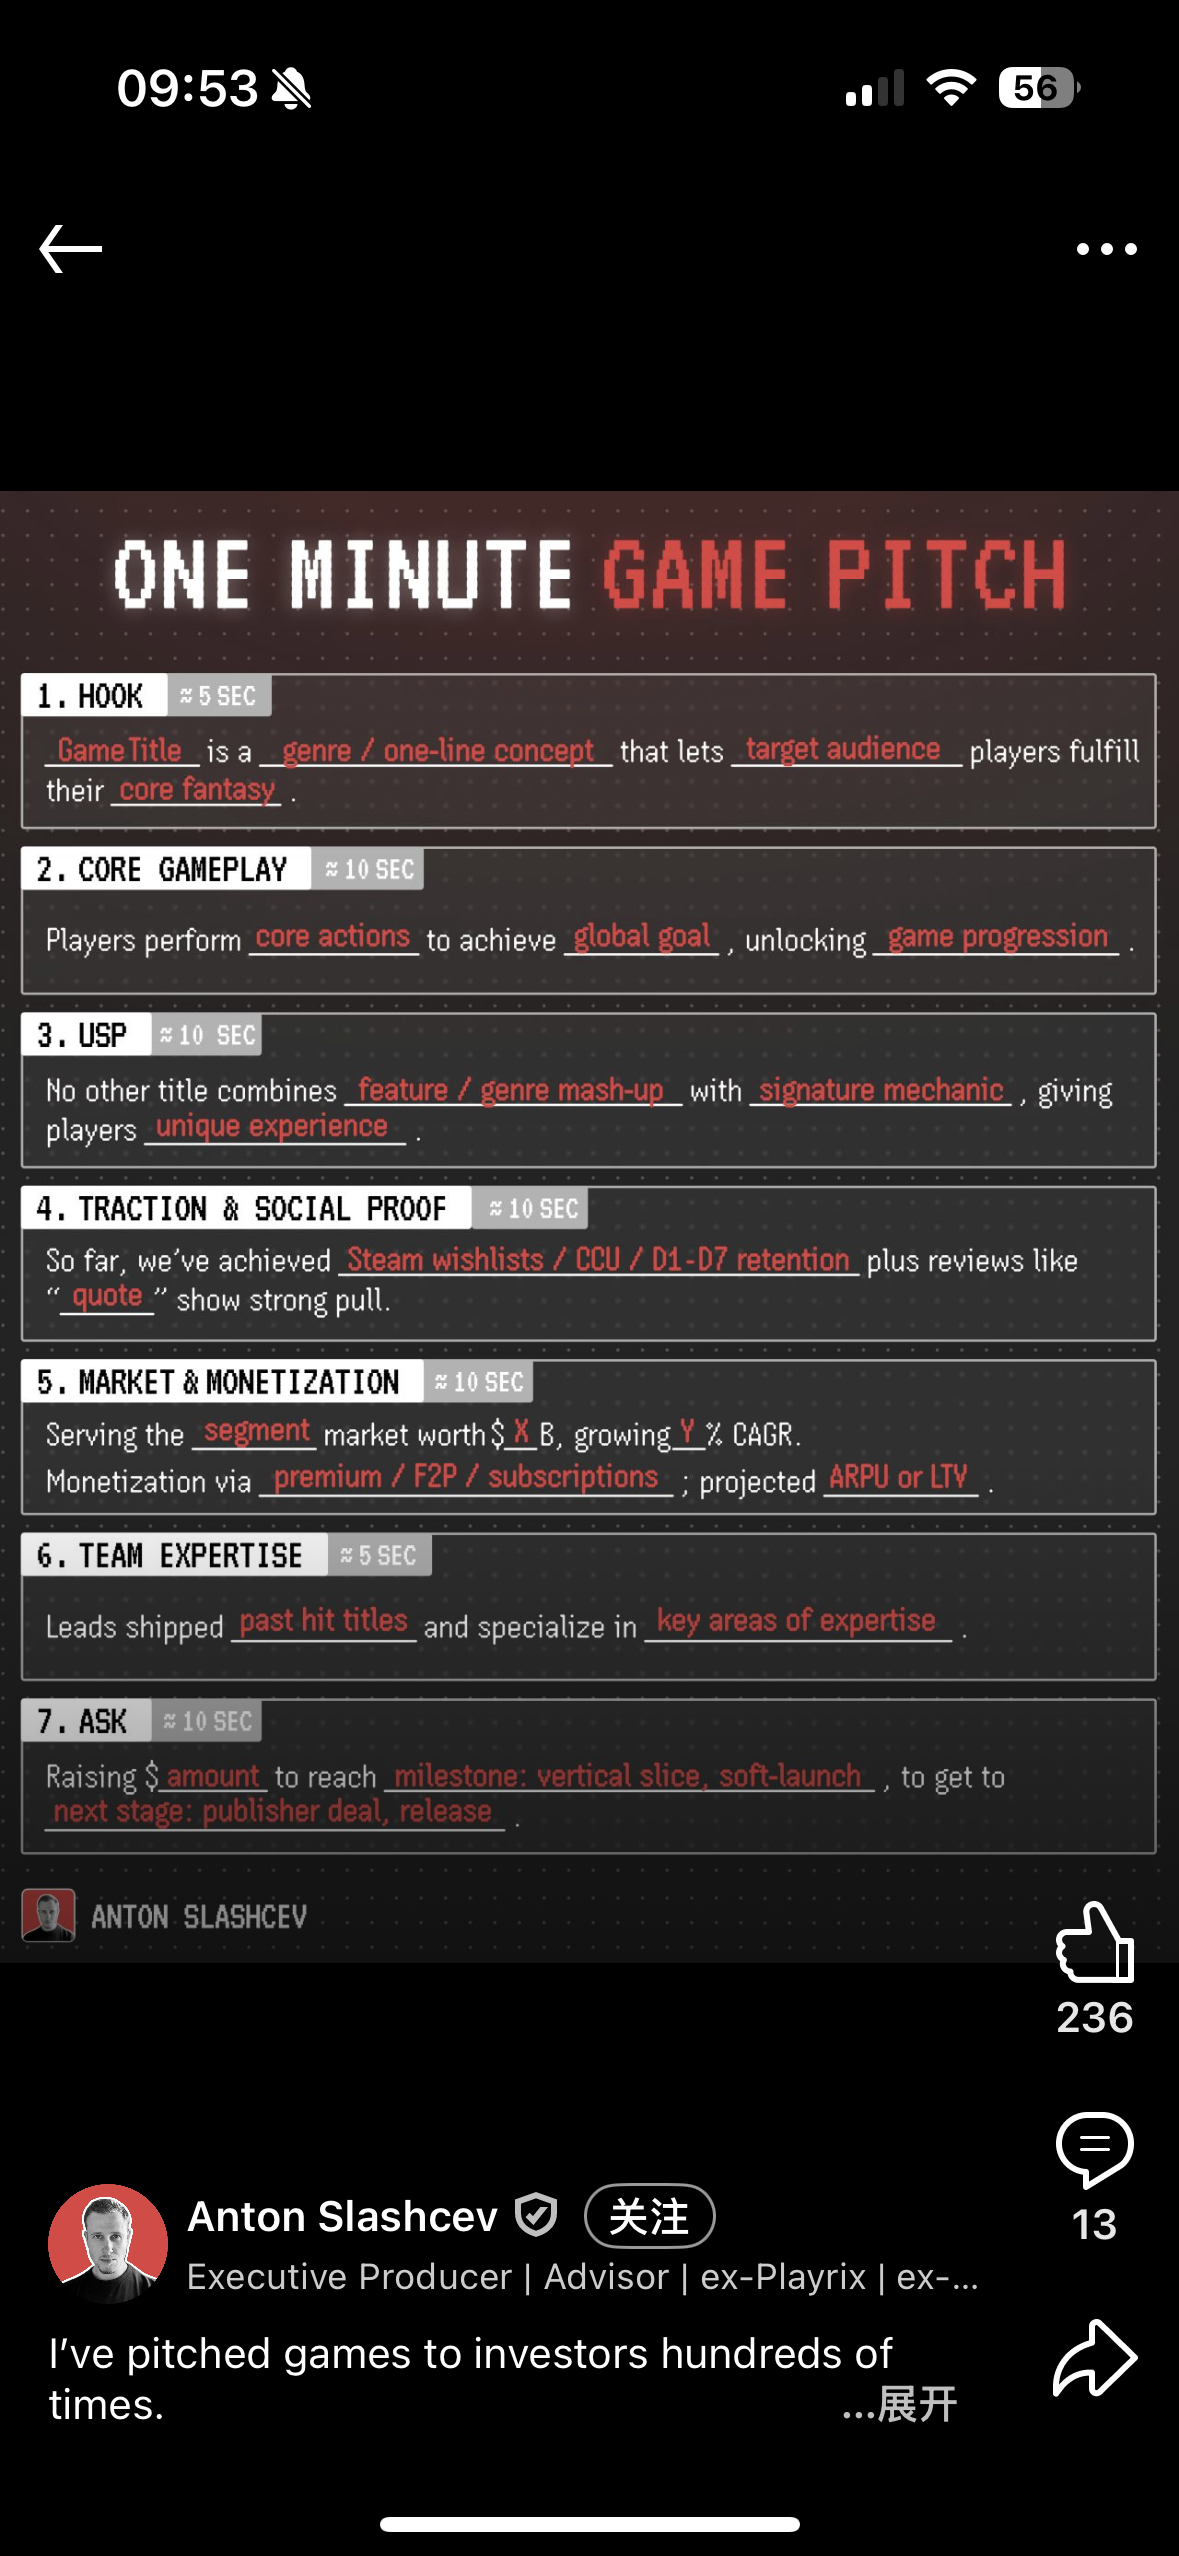 09:53
56
ONE MINUTE GAME PITCH
1. HOOK ≈ 5 SEC
Game Title is a genre / one-line concept that lets target audience players fulfill
their core fantasy .
2. CORE GAMEPLAY ≈ 10 SEC
Players perform core actions to achieve global goal , unlocking game progression .
3. USP ≈ 10 SEC
No other title combines feature / genre mash-up with signature mechanic , giving
players unique experience .
4. TRACTION & SOCIAL PROOF ≈ 10 SEC
So far, we've achieved Steam wishlists / CCU / D1-D7 retention plus reviews like
“ quote ” show strong pull.
5. MARKET & MONETIZATION ≈ 10 SEC
Serving the segment market worth $ X B, growing Y % CAGR.
Monetization via premium / F2P / subscriptions ; projected ARPU or LTV .
6. TEAM EXPERTISE ≈ 5 SEC
Leads shipped past hit titles and specialize in key areas of expertise .
7. ASK ≈ 10 SEC
Raising $ amount to reach milestone: vertical slice, soft-launch , to get to
next stage: publisher deal, release .
ANTON SLASHCEV
236
13
Anton Slashcev 关注
Executive Producer | Advisor | ex-Playrix | ex-...
I've pitched games to investors hundreds of
times. ...展开